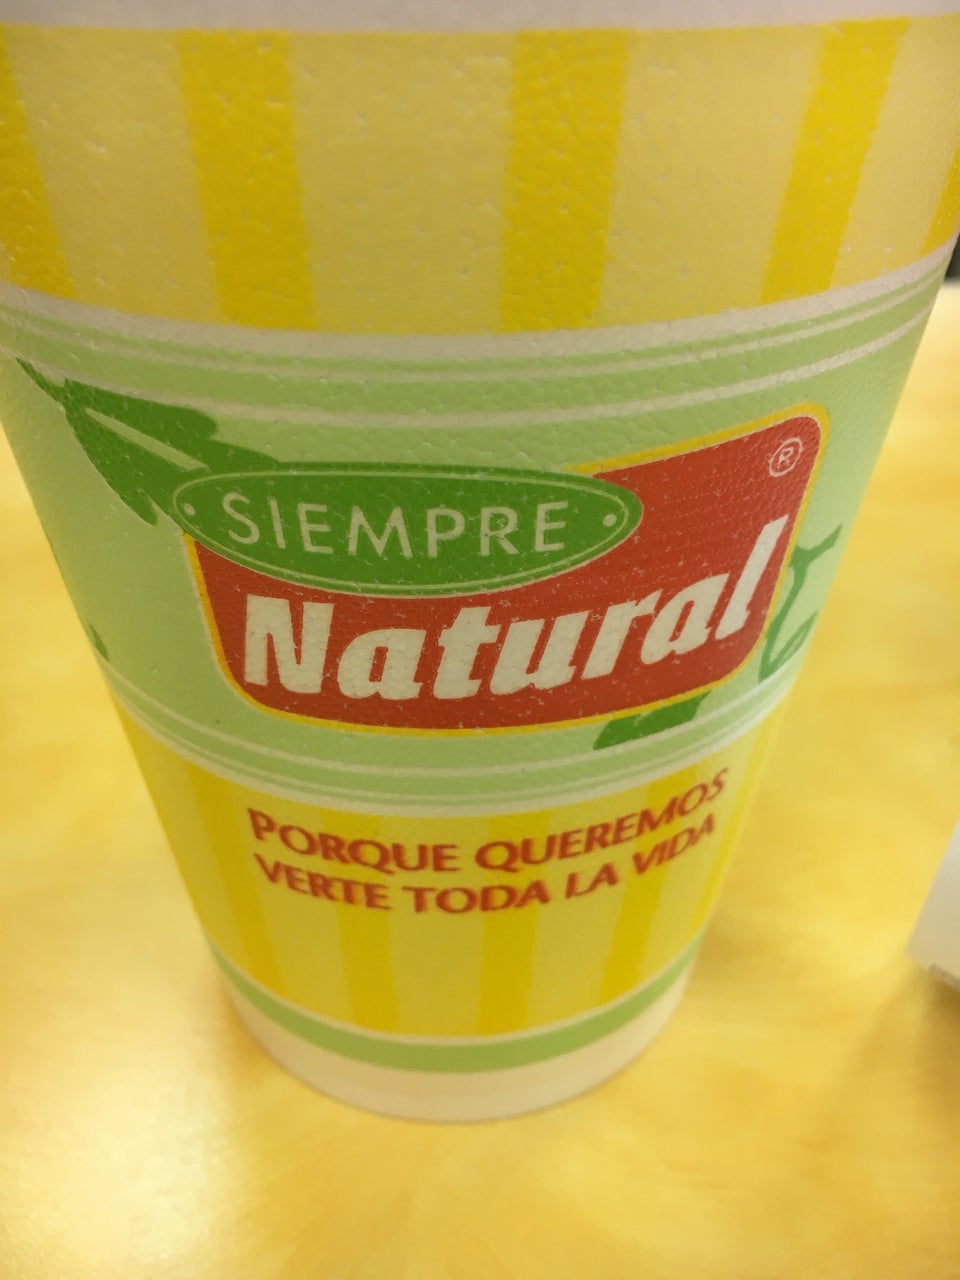 SIEMPRE
Natural
®
PORQUE QUEREMOS
VERTE TODA LA VIDA